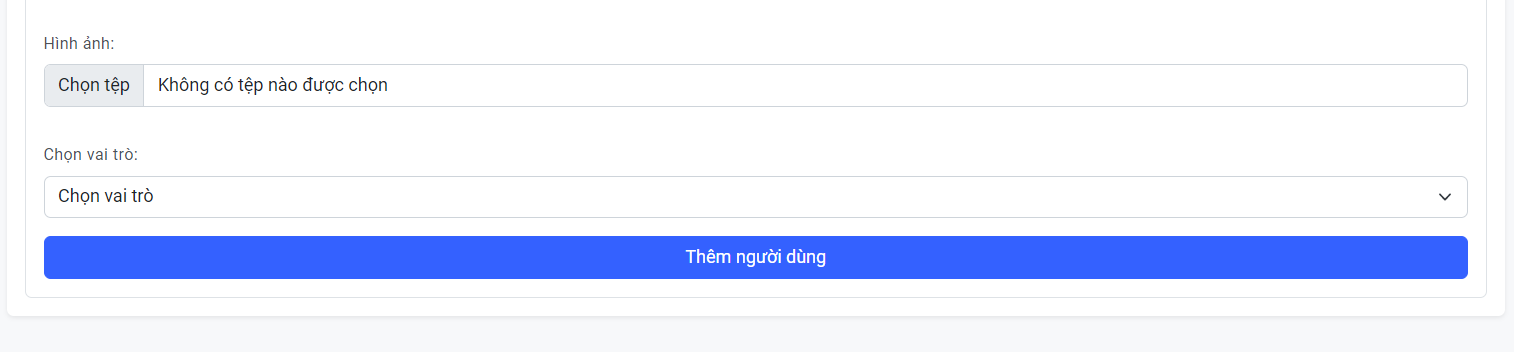 Hình ảnh:
Chọn tệp Không có tệp nào được chọn
Chọn vai trò:
Chọn vai trò
Thêm người dùng